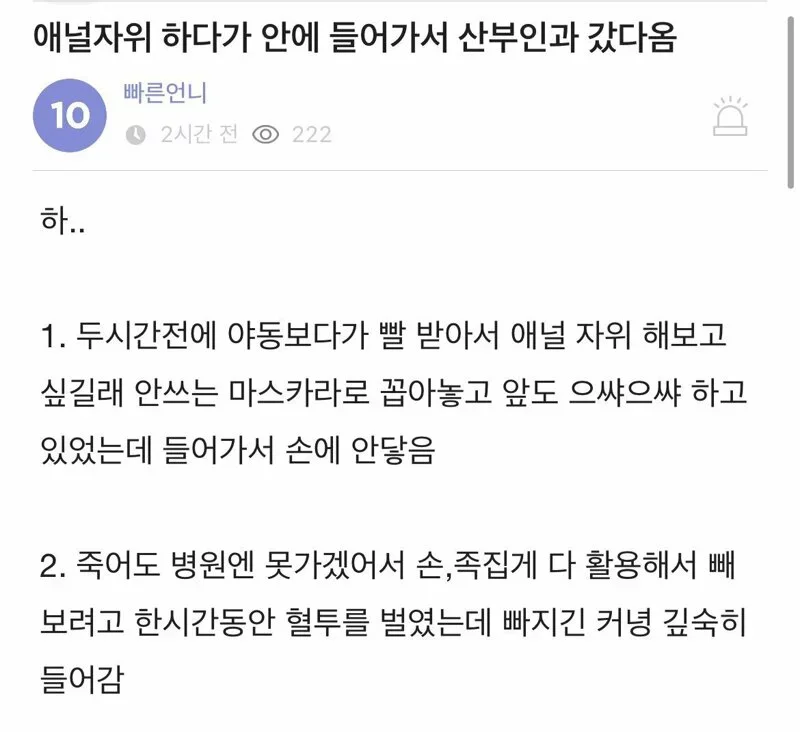 애널자위 하다가 안에 들어가서 산부인과 갔다옴
10
빠른언니
2시간 전 222
하..
1. 두시간전에 야동보다가 빨 받아서 애널 자위 해보고
싶길래 안쓰는 마스카라로 꼽아놓고 앞도 으쌰으쌰 하고
있었는데 들어가서 손에 안닿음
2. 죽어도 병원엔 못가겠어서 손,족집게 다 활용해서 빼
보려고 한시간동안 혈투를 벌였는데 빠지긴 커녕 깊숙히
들어감